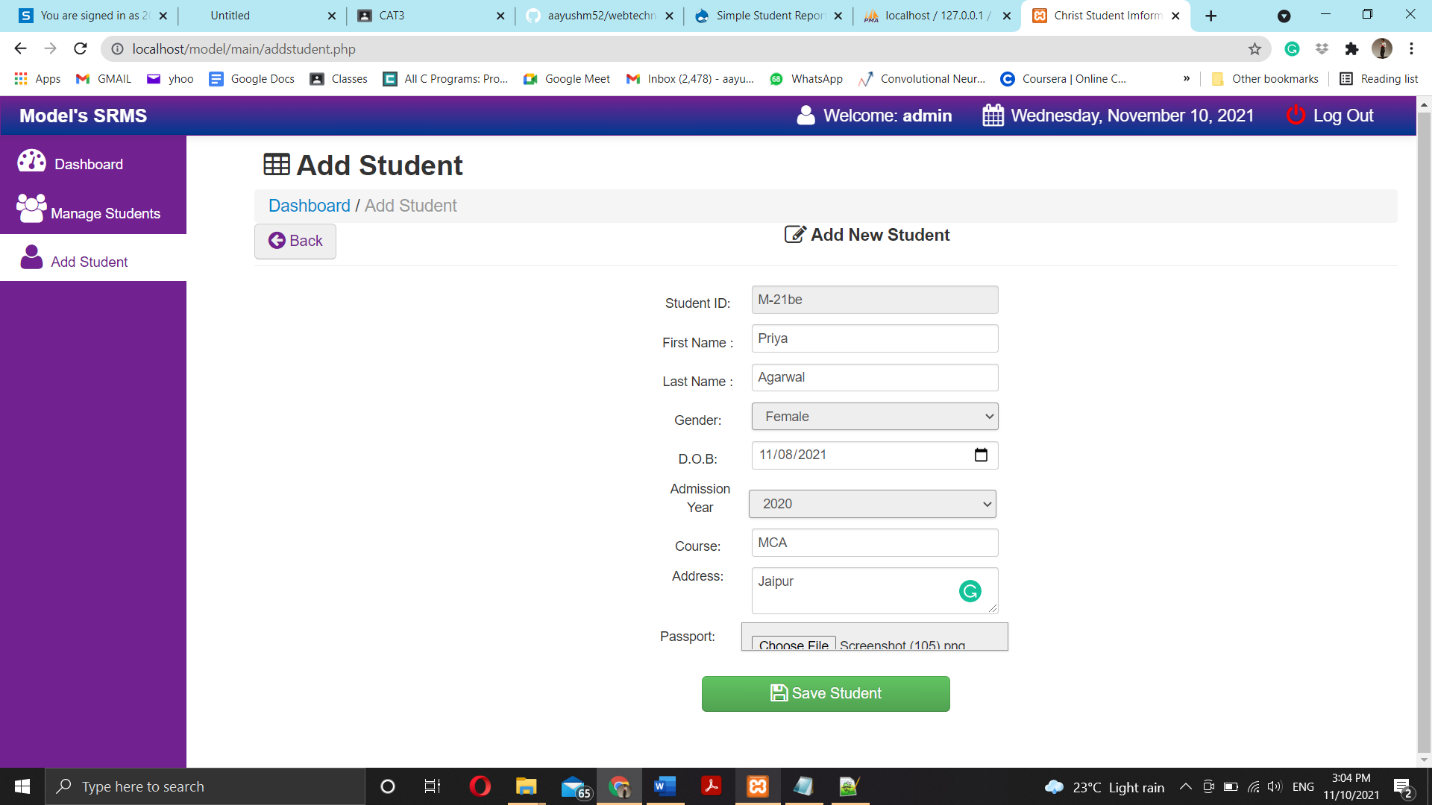 You are signed in as 20
Untitled
CAT3
aayushm52/webtechn
Simple Student Repor
localhost / 127.0.0.1 /
Christ Student Imform
localhost/model/main/addstudent.php
Apps GMAIL yhoo Google Docs Classes All C Programs: Pro... Google Meet Inbox (2,478) - aayu... WhatsApp Convolutional Neur... Coursera | Online C... » Other bookmarks Reading list
Model's SRMS Welcome: admin Wednesday, November 10, 2021 Log Out
Dashboard
Manage Students
Add Student
Add Student
Dashboard / Add Student
Back
Add New Student
Student ID: M-21be
First Name : Priya
Last Name : Agarwal
Gender: Female
D.O.B: 11/08/2021
Admission
Year 2020
Course: MCA
Address: Jaipur
Passport: Choose File Screenshot (105).png
Save Student
Type here to search
65
23°C Light rain
ENG
3:04 PM
11/10/2021
2